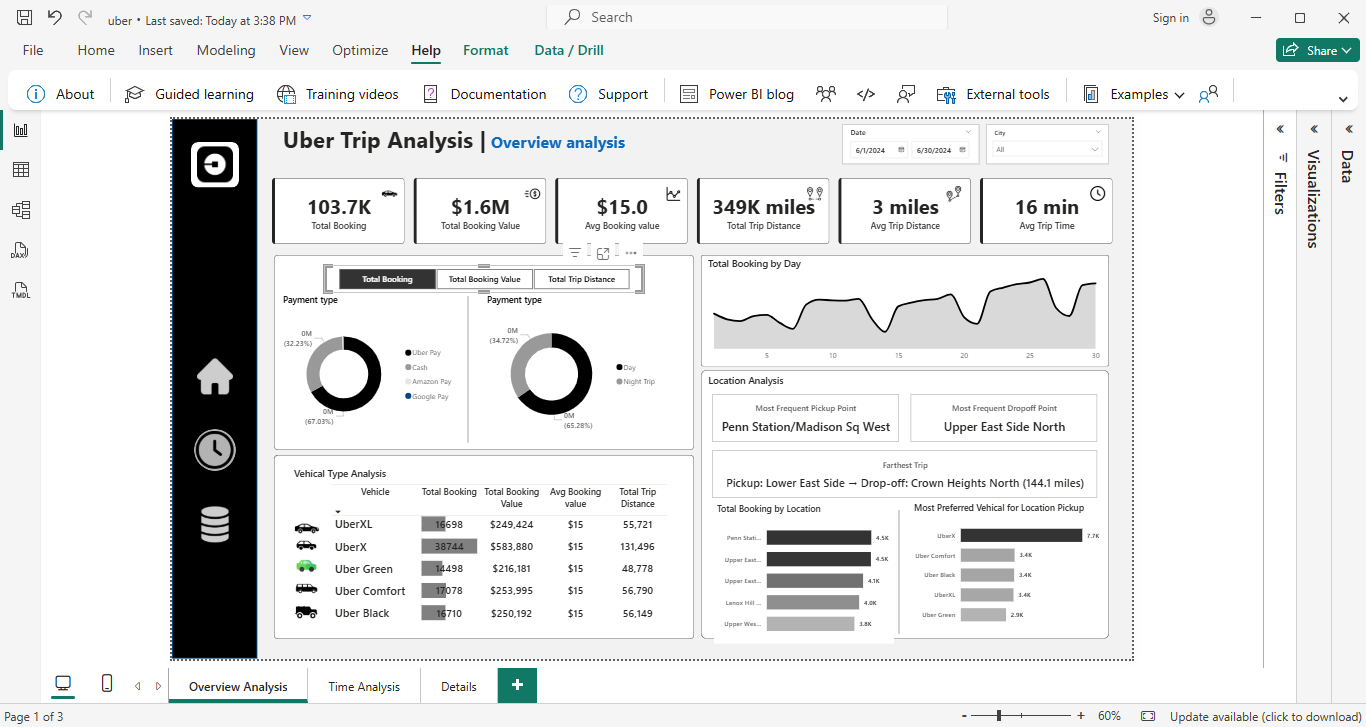 uber • Last saved: Today at 3:38 PM
Search
Sign in
File Home Insert Modeling View Optimize Help Format Data / Drill
Share
About Guided learning Training videos Documentation Support Power BI blog External tools Examples
DAX
TMDL
Uber Trip Analysis | Overview analysis
Date
6/1/2024 6/30/2024
City
All
103.7K
Total Booking
$1.6M
Total Booking Value
$15.0
Avg Booking value
349K miles
Total Trip Distance
3 miles
Avg Trip Distance
16 min
Avg Trip Time
Total Booking Total Booking Value Total Trip Distance
Payment type
0M
(32.23%)
0M
(67.03%)
Uber Pay
Cash
Amazon Pay
Google Pay
Payment type
0M
(34.72%)
0M
(65.28%)
Day
Night Trip
Total Booking by Day
5 10 15 20 25 30
Vehical Type Analysis
Vehicle Total Booking Total Booking Value Avg Booking value Total Trip Distance
UberXL 16698 $249,424 $15 55,721
UberX 38744 $583,880 $15 131,496
Uber Green 14498 $216,181 $15 48,778
Uber Comfort 17078 $253,995 $15 56,790
Uber Black 16710 $250,192 $15 56,149
Location Analysis
Most Frequent Pickup Point
Penn Station/Madison Sq West
Most Frequent Dropoff Point
Upper East Side North
Farthest Trip
Pickup: Lower East Side → Drop-off: Crown Heights North (144.1 miles)
Total Booking by Location
Penn Stati... 4.5K
Upper East... 4.5K
Upper East... 4.1K
Lenox Hill ... 4.0K
Upper Wes... 3.8K
Most Preferred Vehical for Location Pickup
UberX 7.7K
Uber Comfort 3.4K
Uber Black 3.4K
UberXL 3.4K
Uber Green 2.9K
Filters
Visualizations
Data
Overview Analysis Time Analysis Details +
Page 1 of 3
- + 60%
Update available (click to download)